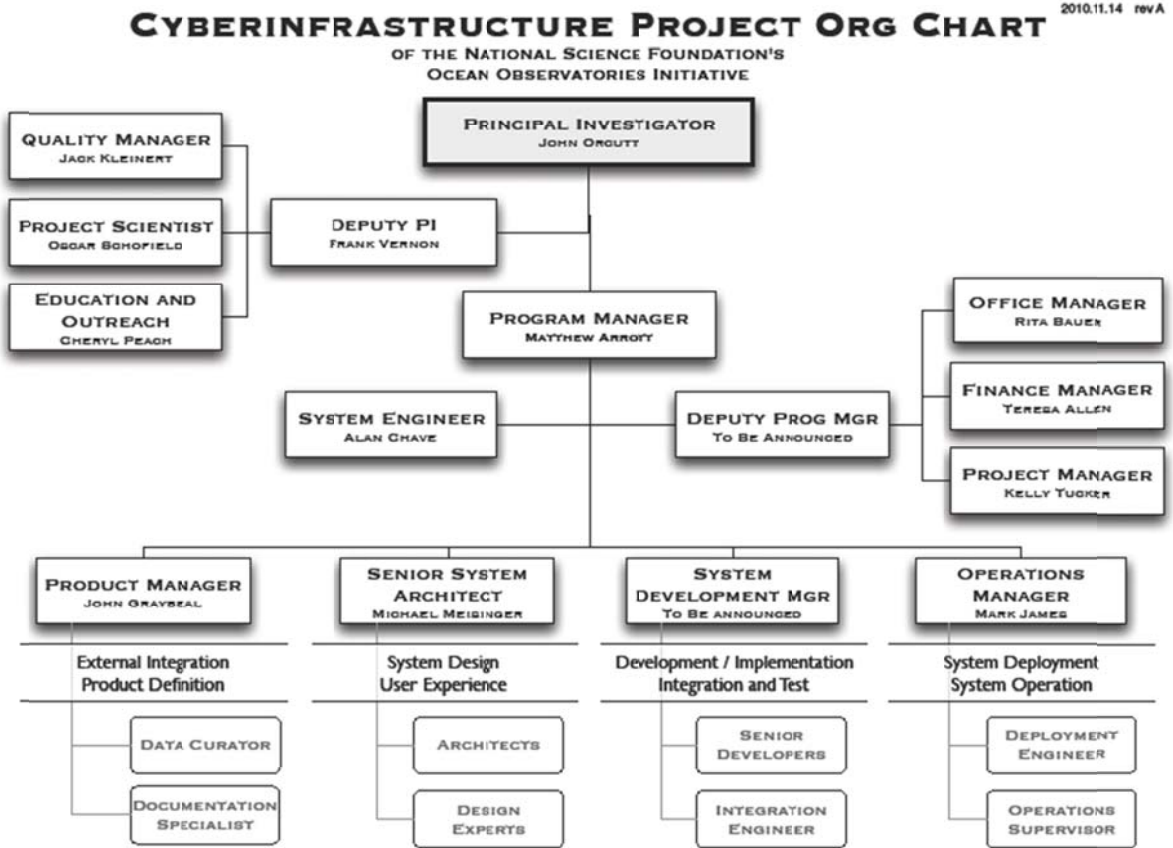 2010.11.14 rev A
CYBERINFRASTRUCTURE PROJECT ORG CHART
OF THE NATIONAL SCIENCE FOUNDATION'S
OCEAN OBSERVATORIES INITIATIVE
PRINCIPAL INVESTIGATOR
JOHN ORCUTT
QUALITY MANAGER
JACK KLEINERT
PROJECT SCIENTIST
OSCAR SCHOFIELD
EDUCATION AND
OUTREACH
CHERYL PEACH
DEPUTY PI
FRANK VERNON
PROGRAM MANAGER
MATTHEW ARROTT
OFFICE MANAGER
RITA BAUER
FINANCE MANAGER
TERESA ALLEN
PROJECT MANAGER
KELLY TUCKER
SYSTEM ENGINEER
ALAN CHAVE
DEPUTY PROG MGR
TO BE ANNOUNCED
PRODUCT MANAGER
JOHN GRAYBEAL
External Integration
Product Definition
DATA CURATOR
DOCUMENTATION
SPECIALIST
SENIOR SYSTEM
ARCHITECT
MICHAEL MEISINGER
System Design
User Experience
ARCHITECTS
DESIGN
EXPERTS
SYSTEM
DEVELOPMENT MGR
TO BE ANNOUNCED
Development / Implementation
Integration and Test
SENIOR
DEVELOPERS
INTEGRATION
ENGINEER
OPERATIONS
MANAGER
MARK JAMES
System Deployment
System Operation
DEPLOYMENT
ENGINEER
OPERATIONS
SUPERVISOR